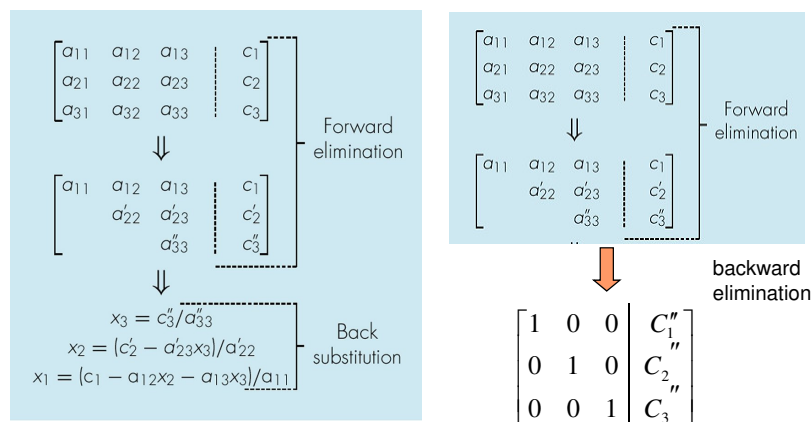 a11 a12 a13 c1
a21 a22 a23 c2
a31 a32 a33 c3
Forward
elimination
⇓
a11 a12 a13 c1
a′22 a′23 c′2
a″33 c″3
⇓
x3 = c″3/a″33
x2 = (c′2 − a′23x3)/a′22
x1 = (c1 − a12x2 − a13x3)/a11
Back
substitution
a11 a12 a13 c1
a21 a22 a23 c2
a31 a32 a33 c3
Forward
elimination
⇓
a11 a12 a13 c1
a′22 a′23 c′2
a″33 c″3
backward
elimination
1 0 0 C″1
0 1 0 C″2
0 0 1 C″3